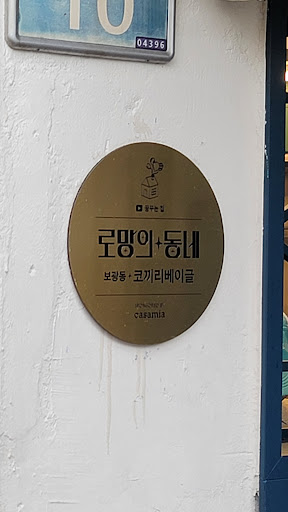 10
04396
꿈꾸는 집
로망의 동네
보광동 코끼리베이글
casamia